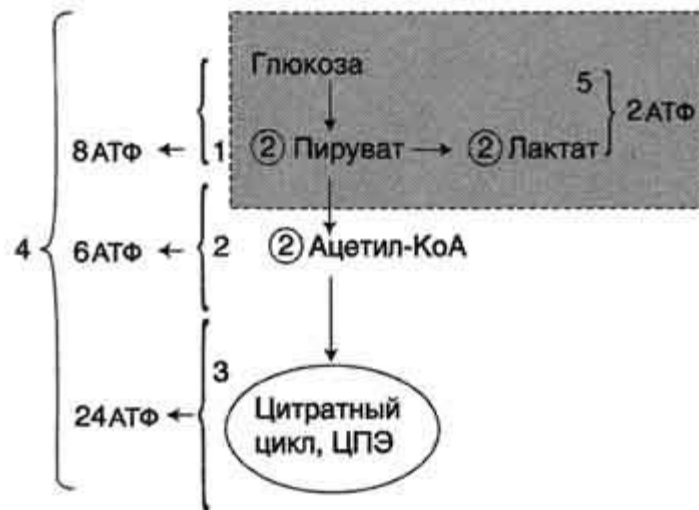 Глюкоза
5
2АТФ
8АТФ
1
② Пируват
② Лактат
4
6АТФ
2
② Ацетил-КоА
3
24АТФ
Цитратный
цикл, ЦПЭ